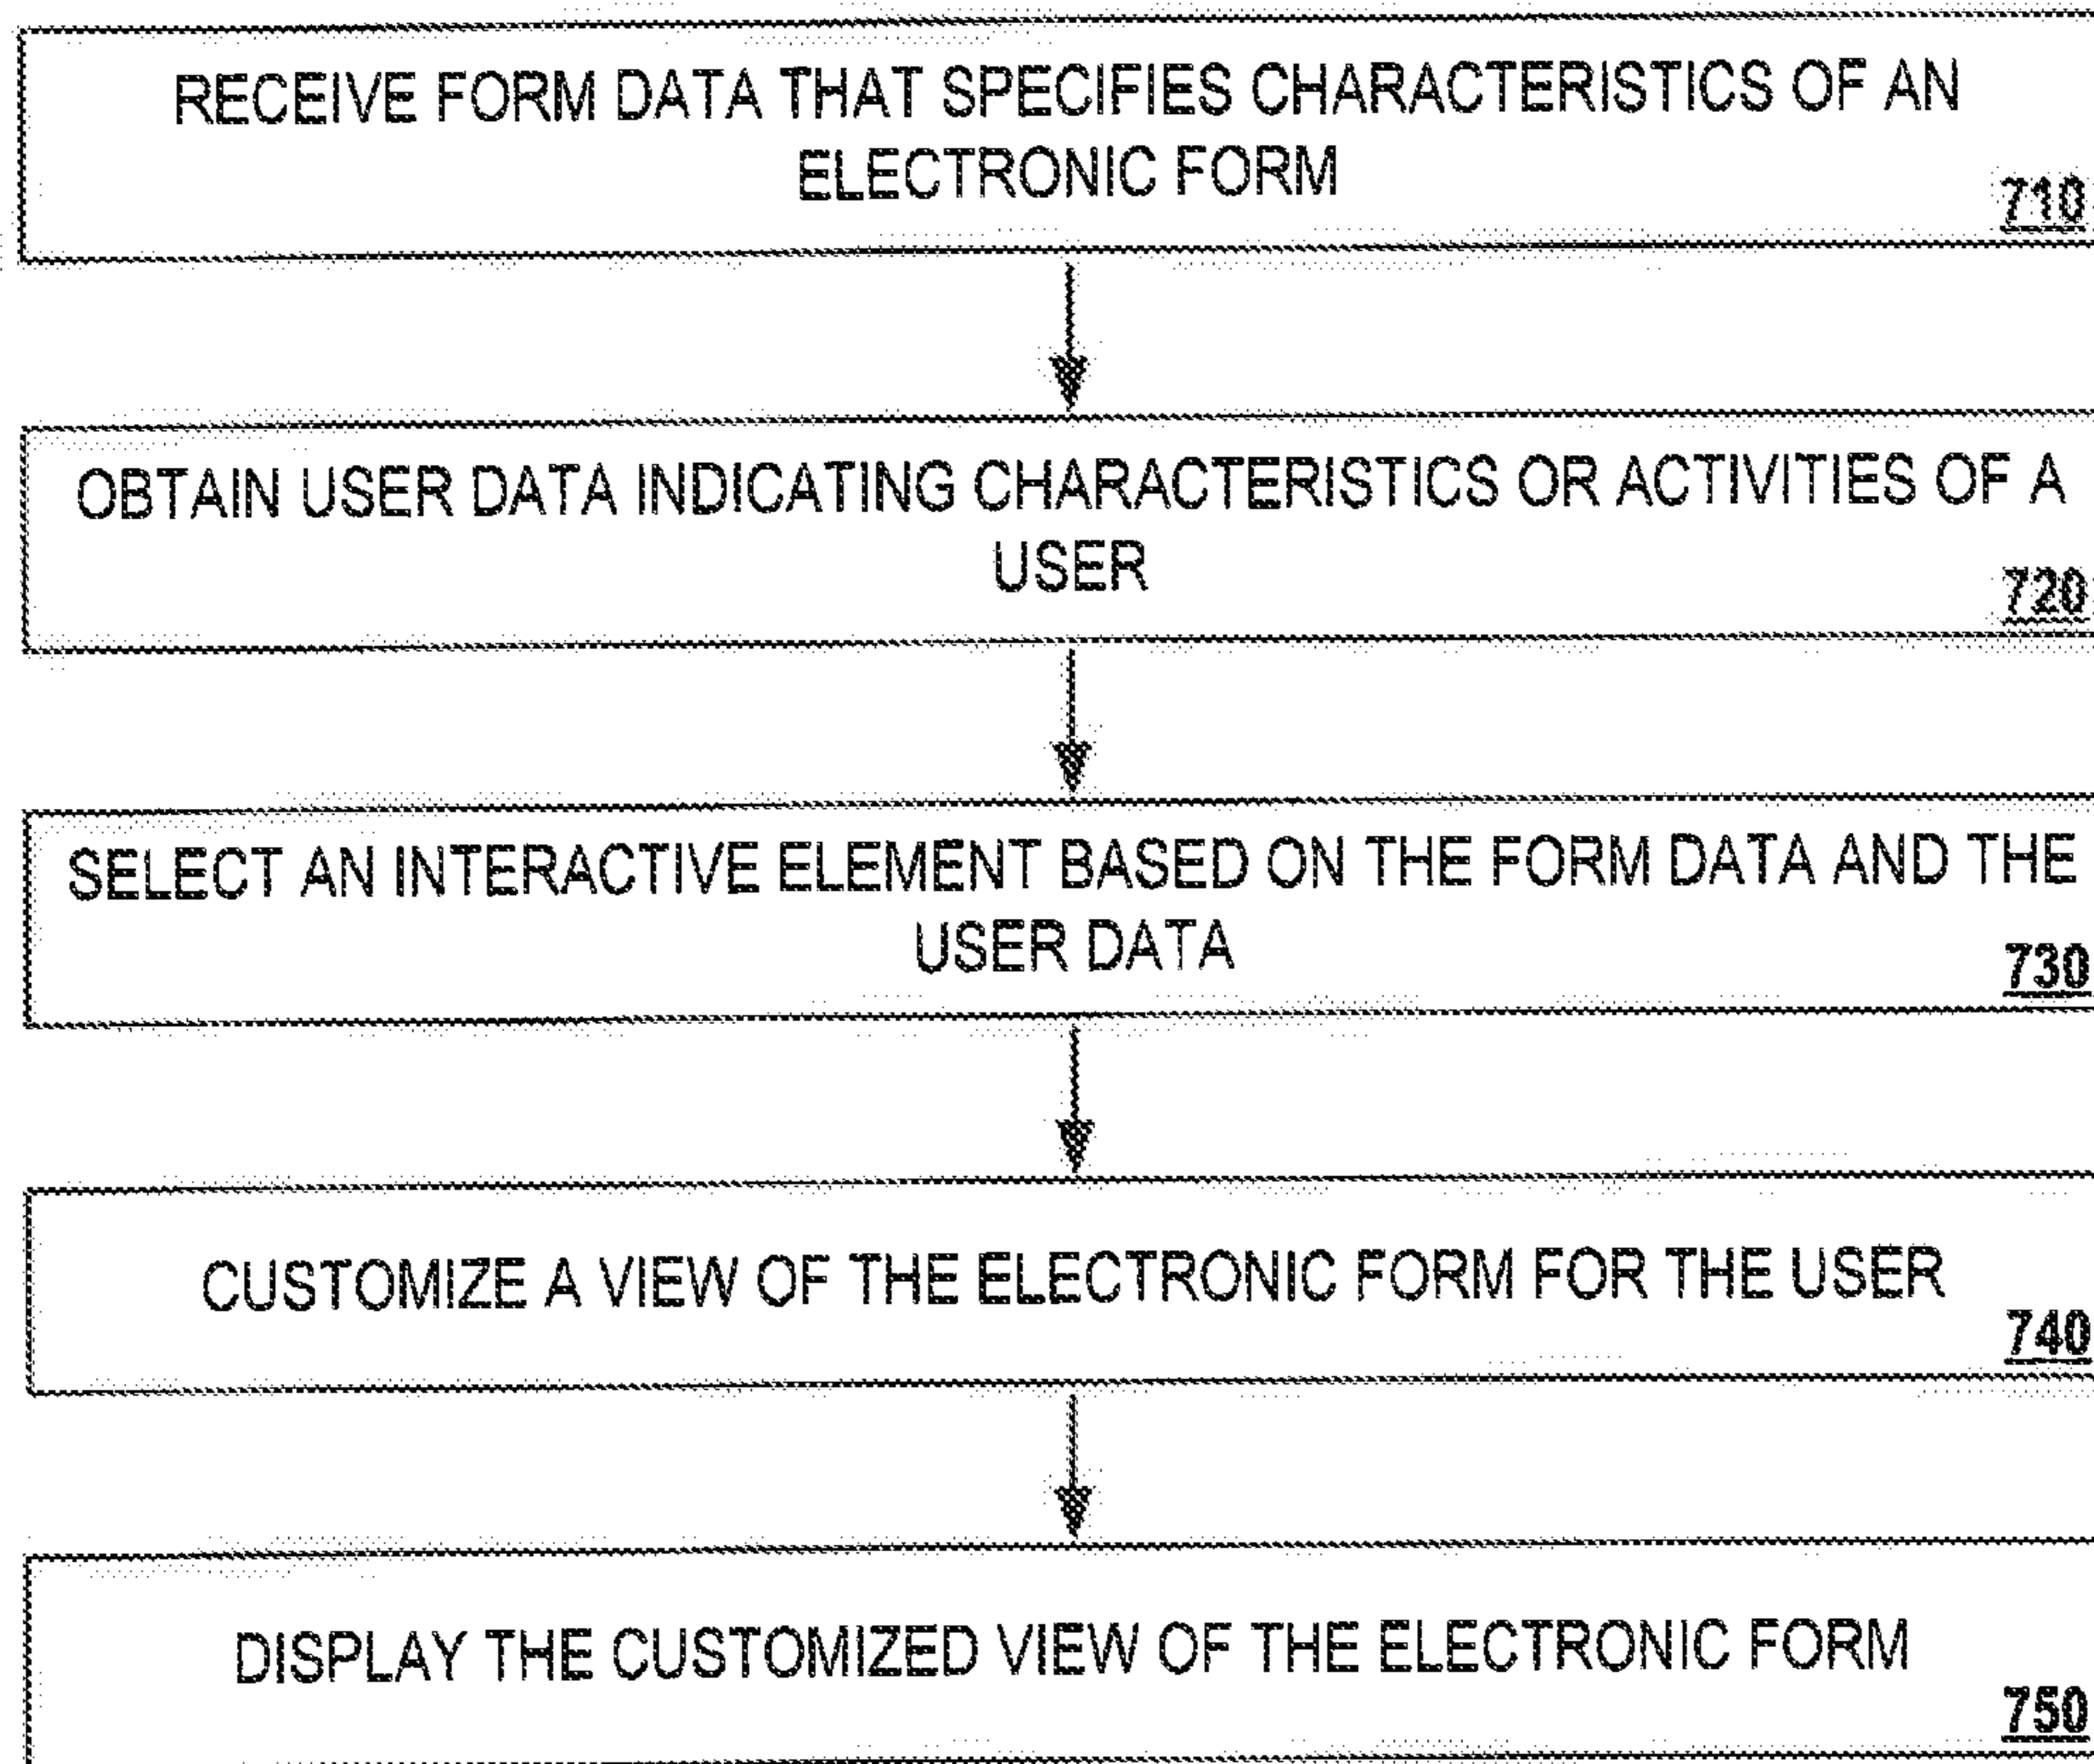 RECEIVE FORM DATA THAT SPECIFIES CHARACTERISTICS OF AN
ELECTRONIC FORM
710
OBTAIN USER DATA INDICATING CHARACTERISTICS OR ACTIVITIES OF A
USER
720
SELECT AN INTERACTIVE ELEMENT BASED ON THE FORM DATA AND THE
USER DATA
730
CUSTOMIZE A VIEW OF THE ELECTRONIC FORM FOR THE USER
740
DISPLAY THE CUSTOMIZED VIEW OF THE ELECTRONIC FORM
750